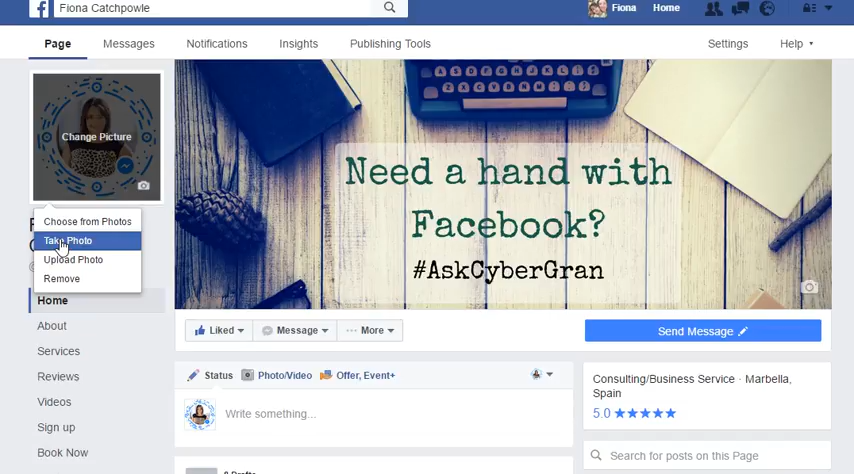 Fiona Catchpowle
Fiona Home
Page Messages Notifications Insights Publishing Tools Settings Help
Change Picture
Need a hand with
Facebook?
#AskCyberGran
Choose from Photos
Take Photo
Upload Photo
Remove
Home
About
Services
Reviews
Videos
Sign up
Book Now
Liked Message More Send Message
Status Photo/Video Offer, Event+
Write something...
Consulting/Business Service · Marbella,
Spain
5.0 ★★★★★
Search for posts on this Page